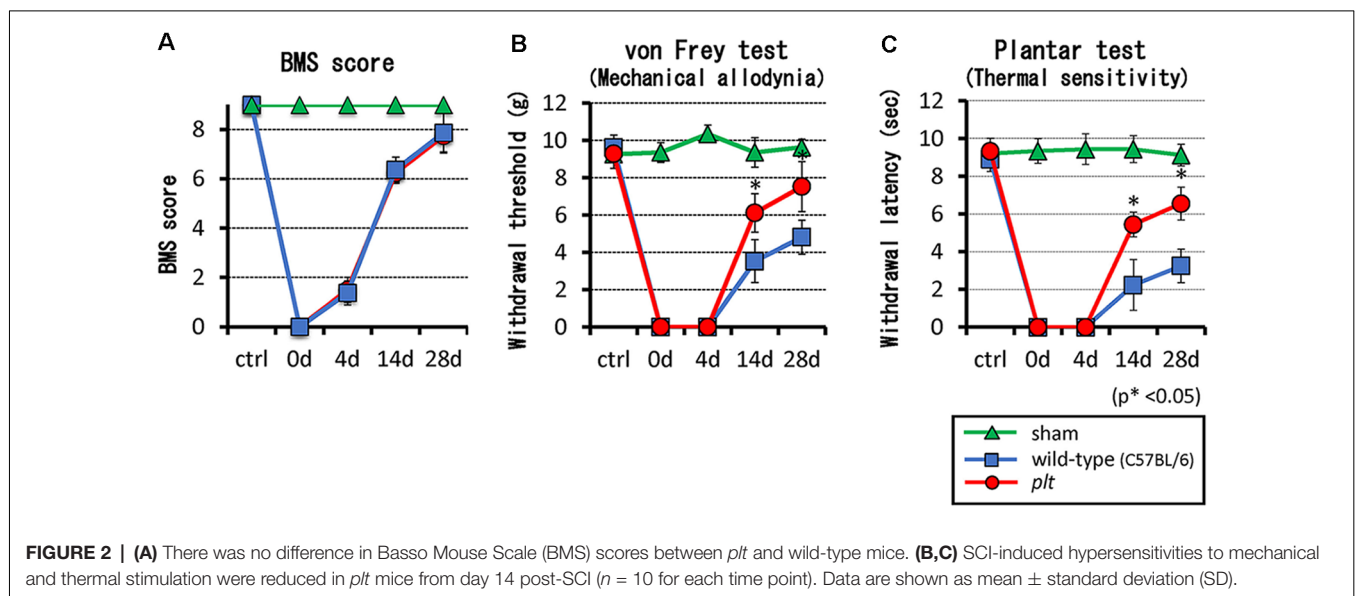 A
BMS score
BMS score
8
6
4
2
0
ctrl 0d 4d 14d 28d
B
von Frey test
(Mechanical allodynia)
Withdrawal threshold (g)
12
10
8
6
4
2
0
* *
ctrl 0d 4d 14d 28d
C
Plantar test
(Thermal sensitivity)
Withdrawal latency (sec)
12
10
8
6
4
2
0
* *
ctrl 0d 4d 14d 28d
(p* <0.05)
sham
wild-type (C57BL/6)
plt
FIGURE 2 | (A) There was no difference in Basso Mouse Scale (BMS) scores between plt and wild-type mice. (B,C) SCI-induced hypersensitivities to mechanical
and thermal stimulation were reduced in plt mice from day 14 post-SCI (n = 10 for each time point). Data are shown as mean ± standard deviation (SD).